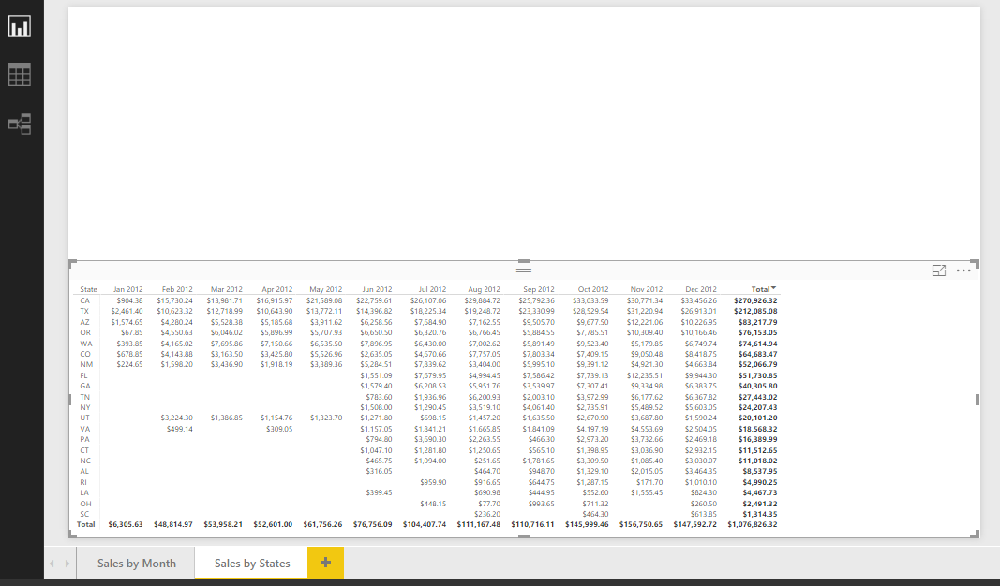 State Jan 2012 Feb 2012 Mar 2012 Apr 2012 May 2012 Jun 2012 Jul 2012 Aug 2012 Sep 2012 Oct 2012 Nov 2012 Dec 2012 Total
CA $904.38 $15,730.24 $13,981.71 $16,915.97 $21,589.08 $22,759.61 $26,107.06 $29,884.72 $25,792.36 $33,033.59 $30,771.34 $33,456.26 $270,926.32
TX $2,461.40 $10,623.32 $12,718.99 $10,643.90 $13,772.11 $14,396.82 $18,225.34 $19,248.72 $23,330.99 $28,529.54 $31,220.94 $26,913.01 $212,085.08
AZ $1,574.65 $4,280.24 $5,528.38 $5,185.68 $3,911.62 $6,258.56 $7,684.90 $7,162.55 $9,505.70 $9,677.50 $12,221.06 $10,226.95 $83,217.79
OR $67.85 $4,550.63 $6,046.02 $5,896.99 $5,707.93 $6,650.50 $6,320.76 $6,766.45 $5,884.55 $7,785.51 $10,309.40 $10,166.46 $76,153.05
WA $393.85 $4,165.02 $7,695.86 $7,150.66 $6,535.50 $7,896.95 $6,430.00 $7,002.62 $5,891.49 $9,523.40 $5,179.85 $6,749.74 $74,614.94
CO $678.85 $4,143.88 $3,163.50 $3,425.80 $5,526.96 $2,635.05 $4,670.66 $7,757.05 $7,803.34 $7,409.15 $9,050.48 $8,418.75 $64,683.47
NM $224.65 $1,598.20 $3,436.90 $1,918.19 $3,389.36 $5,284.51 $7,839.62 $3,404.00 $5,995.10 $9,391.12 $4,921.30 $4,663.84 $52,066.79
FL $1,551.09 $7,679.95 $4,994.45 $7,586.42 $7,739.13 $12,235.51 $9,944.30 $51,730.85
GA $1,579.40 $6,208.53 $5,951.76 $3,539.97 $7,307.41 $9,334.98 $6,383.75 $40,305.80
TN $783.60 $1,936.96 $6,200.93 $2,003.10 $3,972.99 $6,177.62 $6,367.82 $27,443.02
NY $1,508.00 $1,290.45 $3,519.10 $4,061.40 $2,735.91 $5,489.52 $5,603.05 $24,207.43
UT $3,224.30 $1,386.85 $1,154.76 $1,323.70 $1,271.80 $698.15 $1,457.20 $1,635.50 $2,670.90 $3,687.80 $1,590.24 $20,101.20
VA $499.14 $309.05 $1,157.05 $1,841.21 $1,665.85 $1,841.09 $4,197.19 $4,553.69 $2,504.05 $18,568.32
PA $794.80 $3,690.30 $2,263.55 $466.30 $2,973.20 $3,732.66 $2,469.18 $16,389.99
CT $1,047.10 $1,281.80 $1,250.65 $565.10 $1,398.95 $3,036.90 $2,932.15 $11,512.65
NC $465.75 $1,094.00 $251.65 $1,781.65 $3,309.50 $1,085.40 $3,030.07 $11,018.02
AL $316.05 $464.70 $948.70 $1,329.10 $2,015.05 $3,464.35 $8,537.95
RI $959.90 $916.65 $644.75 $1,287.15 $171.70 $1,010.10 $4,990.25
LA $399.45 $690.98 $444.95 $552.60 $1,555.45 $824.30 $4,467.73
OH $448.15 $77.70 $993.65 $711.32 $260.50 $2,491.32
SC $236.20 $464.30 $613.85 $1,314.35
Total $6,305.63 $48,814.97 $53,958.21 $52,601.00 $61,756.26 $76,756.09 $104,407.74 $111,167.48 $110,716.11 $145,999.46 $156,750.65 $147,592.72 $1,076,826.32
Sales by Month Sales by States +